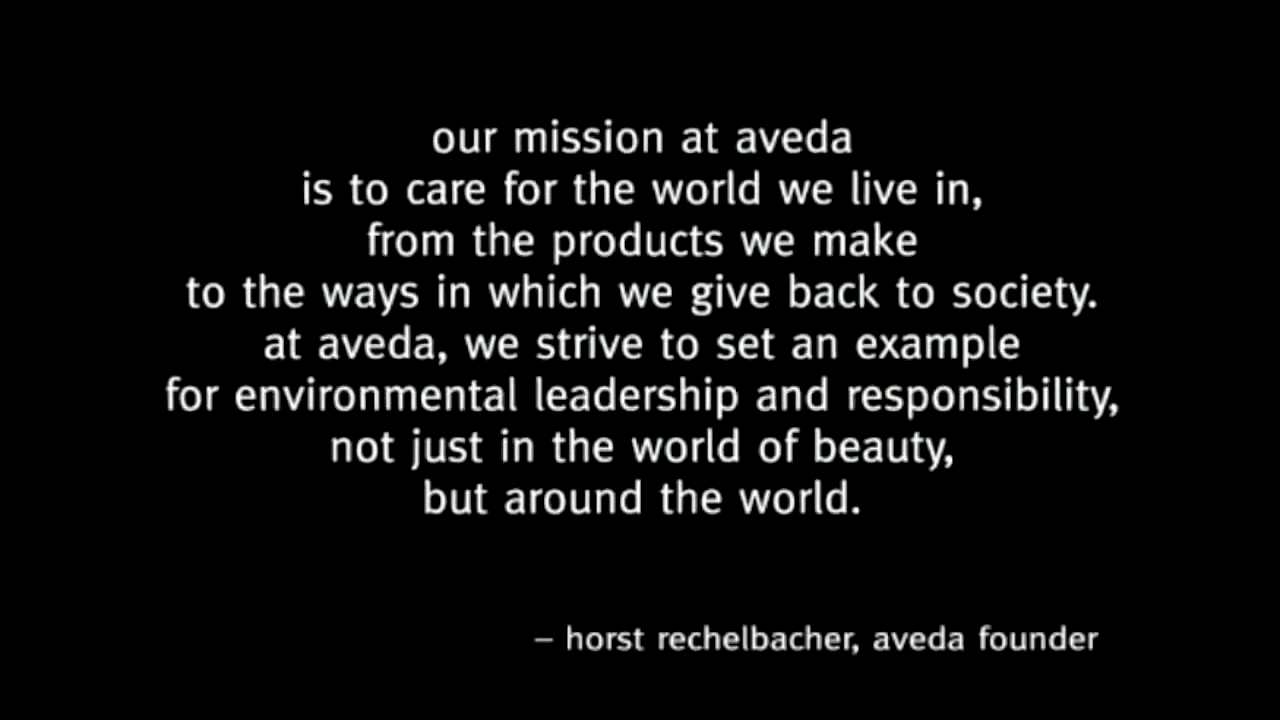 our mission at aveda
is to care for the world we live in,
from the products we make
to the ways in which we give back to society.
at aveda, we strive to set an example
for environmental leadership and responsibility,
not just in the world of beauty,
but around the world.
– horst rechelbacher, aveda founder